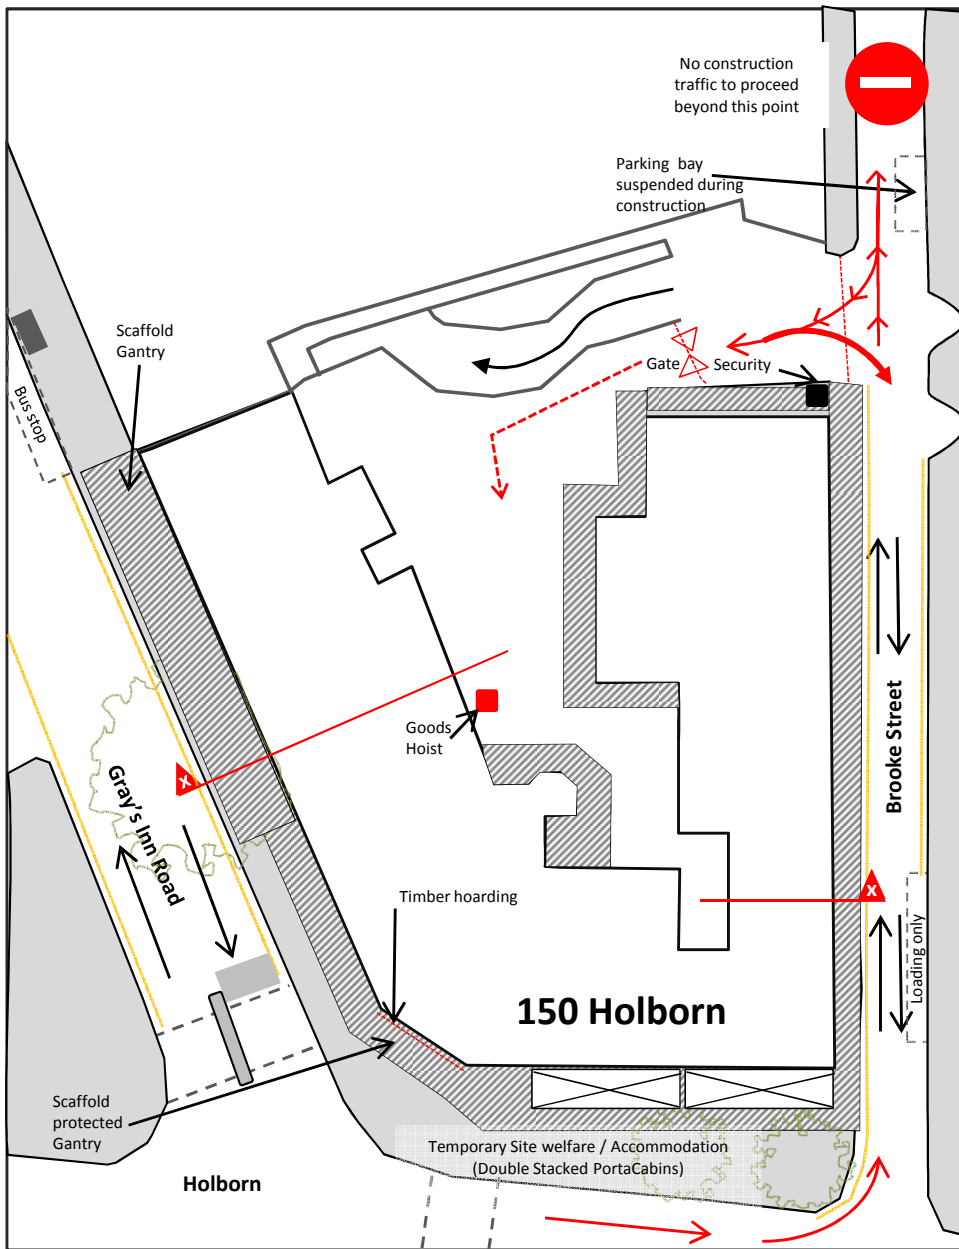 No construction
traffic to proceed
beyond this point
Parking bay
suspended during
construction
Scaffold
Gantry
Bus stop
Gate
Security
Goods
Hoist
Gray's Inn Road
X
Brooke Street
X
Loading only
Timber hoarding
150 Holborn
Scaffold
protected
Gantry
Temporary Site welfare / Accommodation
(Double Stacked PortaCabins)
Holborn